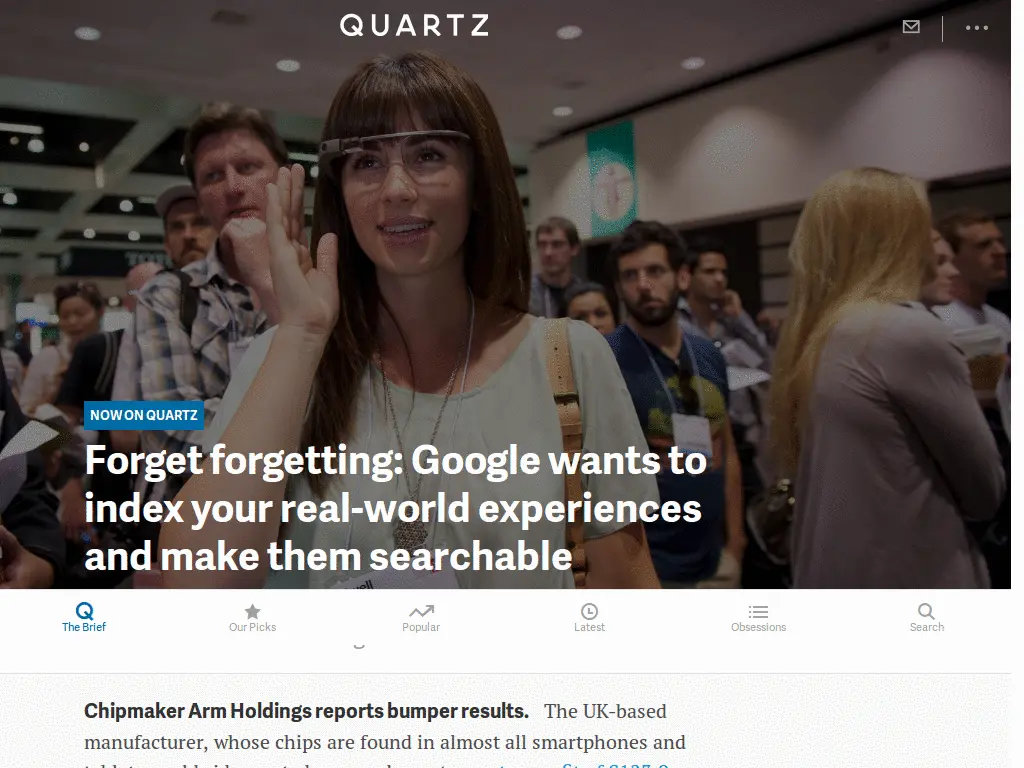 QUARTZ
NOW ON QUARTZ
Forget forgetting: Google wants to
index your real-world experiences
and make them searchable
The Brief
Our Picks
Popular
Latest
Obsessions
Search
Chipmaker Arm Holdings reports bumper results. The UK-based
manufacturer, whose chips are found in almost all smartphones and